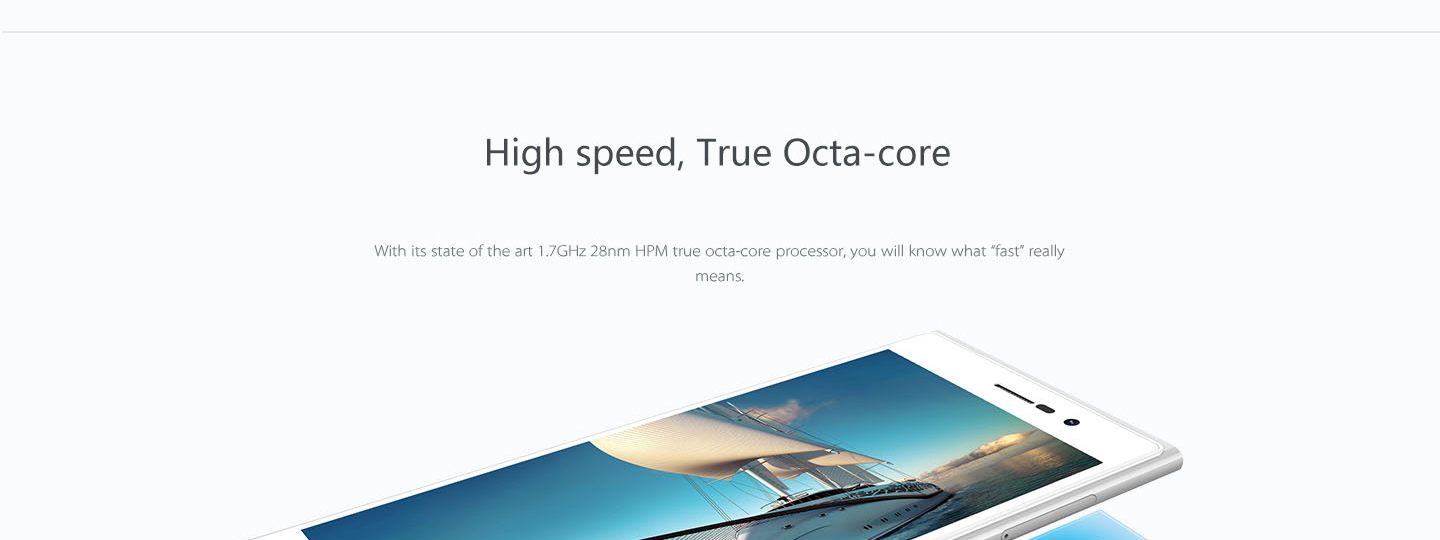 High speed, True Octa-core
With its state of the art 1.7GHz 28nm HPM true octa-core processor, you will know what “fast” really
means.